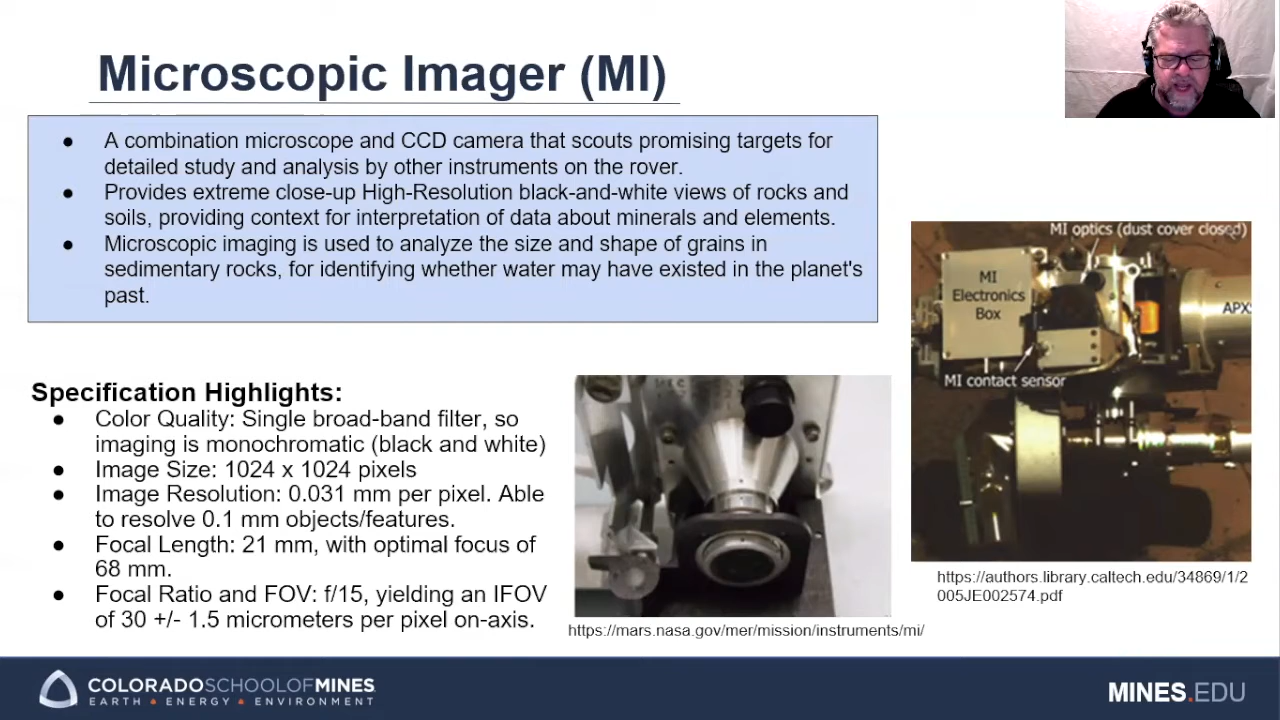 Microscopic Imager (MI)
● A combination microscope and CCD camera that scouts promising targets for
detailed study and analysis by other instruments on the rover.
● Provides extreme close-up High-Resolution black-and-white views of rocks and
soils, providing context for interpretation of data about minerals and elements.
● Microscopic imaging is used to analyze the size and shape of grains in
sedimentary rocks, for identifying whether water may have existed in the planet's
past.
Specification Highlights:
● Color Quality: Single broad-band filter, so
imaging is monochromatic (black and white)
● Image Size: 1024 x 1024 pixels
● Image Resolution: 0.031 mm per pixel. Able
to resolve 0.1 mm objects/features.
● Focal Length: 21 mm, with optimal focus of
68 mm.
● Focal Ratio and FOV: f/15, yielding an IFOV
of 30 +/- 1.5 micrometers per pixel on-axis.
https://mars.nasa.gov/mer/mission/instruments/mi/
MI optics (dust cover closed)
MI
Electronics
Box
APXS
MI contact sensor
https://authors.library.caltech.edu/34869/1/2
005JE002574.pdf
COLORADOSCHOOLOFMINES
EARTH • ENERGY • ENVIRONMENT
MINES.EDU